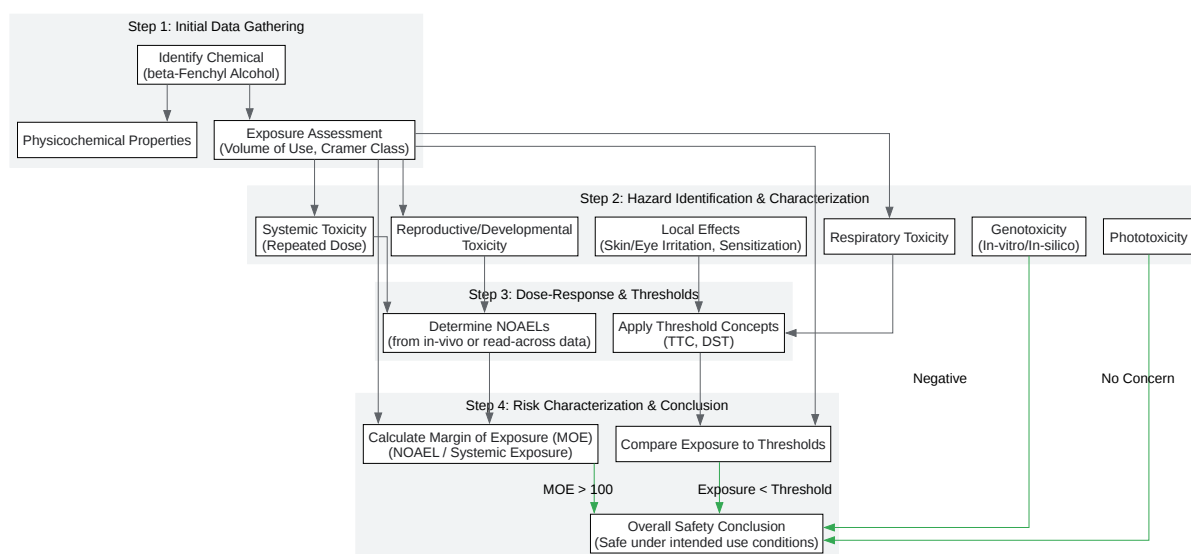 Step 1: Initial Data Gathering
Identify Chemical
(beta-Fenchyl Alcohol)
Physicochemical Properties
Exposure Assessment
(Volume of Use, Cramer Class)
Step 2: Hazard Identification & Characterization
Systemic Toxicity
(Repeated Dose)
Reproductive/Developmental
Toxicity
Local Effects
(Skin/Eye Irritation, Sensitization)
Respiratory Toxicity
Genotoxicity
(In-vitro/In-silico)
Phototoxicity
Step 3: Dose-Response & Thresholds
Determine NOAELs
(from in-vivo or read-across data)
Apply Threshold Concepts
(TTC, DST)
Negative
No Concern
Step 4: Risk Characterization & Conclusion
Calculate Margin of Exposure (MOE)
(NOAEL / Systemic Exposure)
Compare Exposure to Thresholds
MOE > 100
Exposure < Threshold
Overall Safety Conclusion
(Safe under intended use conditions)